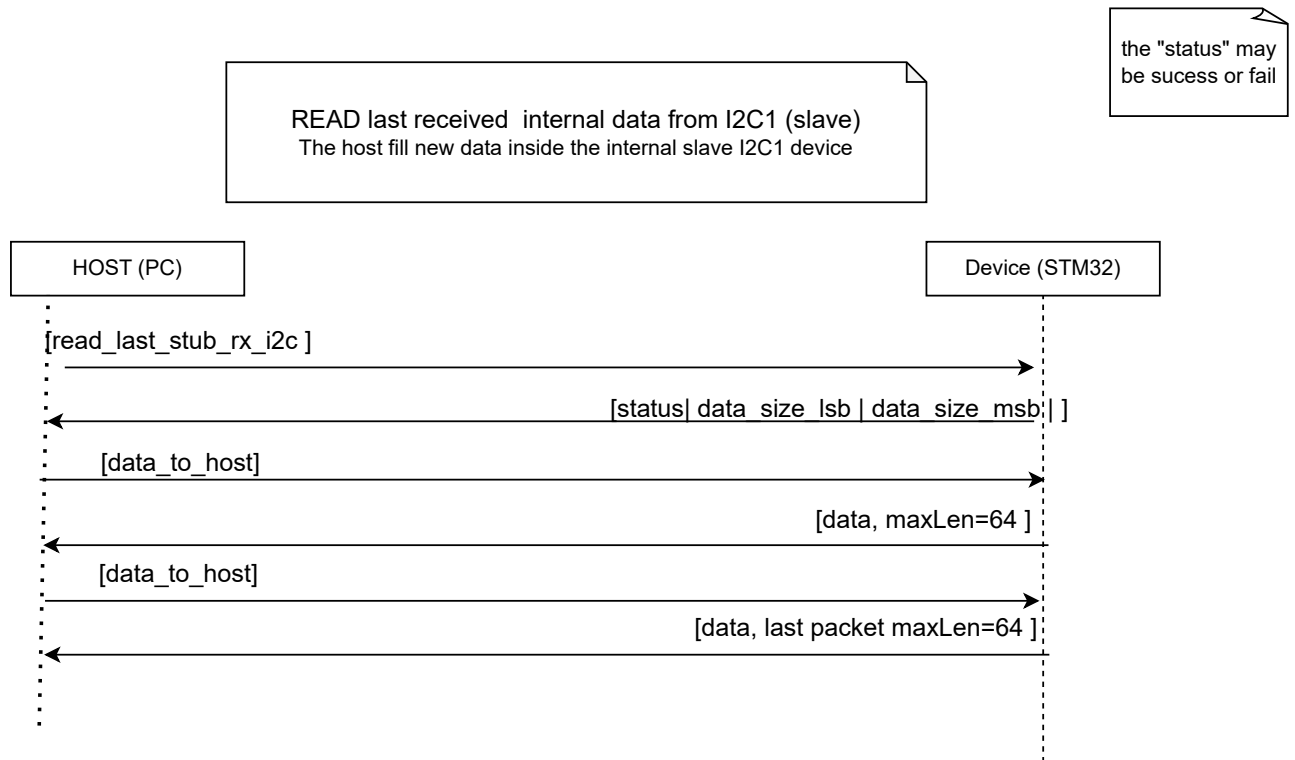 the "status" may
be sucess or fail
READ last received  internal data from I2C1 (slave)
The host fill new data inside the internal slave I2C1 device
HOST (PC)
Device (STM32)
[read_last_stub_rx_i2c ]
[status| data_size_lsb | data_size_msb | ]
[data_to_host]
[data, maxLen=64 ]
[data_to_host]
[data, last packet maxLen=64 ]